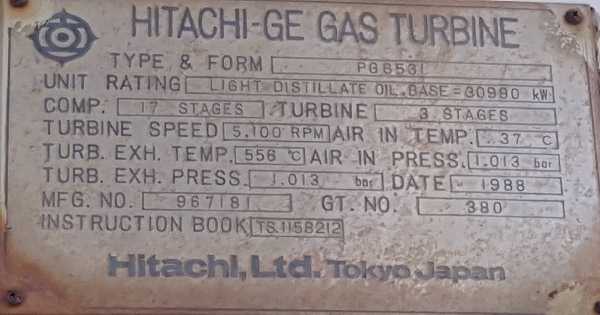 HITACHI-GE GAS TURBINE
TYPE & FORM PG6531
UNIT RATING LIGHT DISTILLATE OIL. BASE=30980 kW
COMP. 17 STAGES TURBINE 3 STAGES
TURBINE SPEED 5.100 RPM AIR IN TEMP. 37 C
TURB. EXH. TEMP. 556 °C AIR IN PRESS. 1.013 bar
TURB. EXH. PRESS. 1.013 bar DATE 1988
MFG. NO. 967181 GT. NO. 380
INSTRUCTION BOOK TS.1158212
Hitachi, Ltd. Tokyo Japan